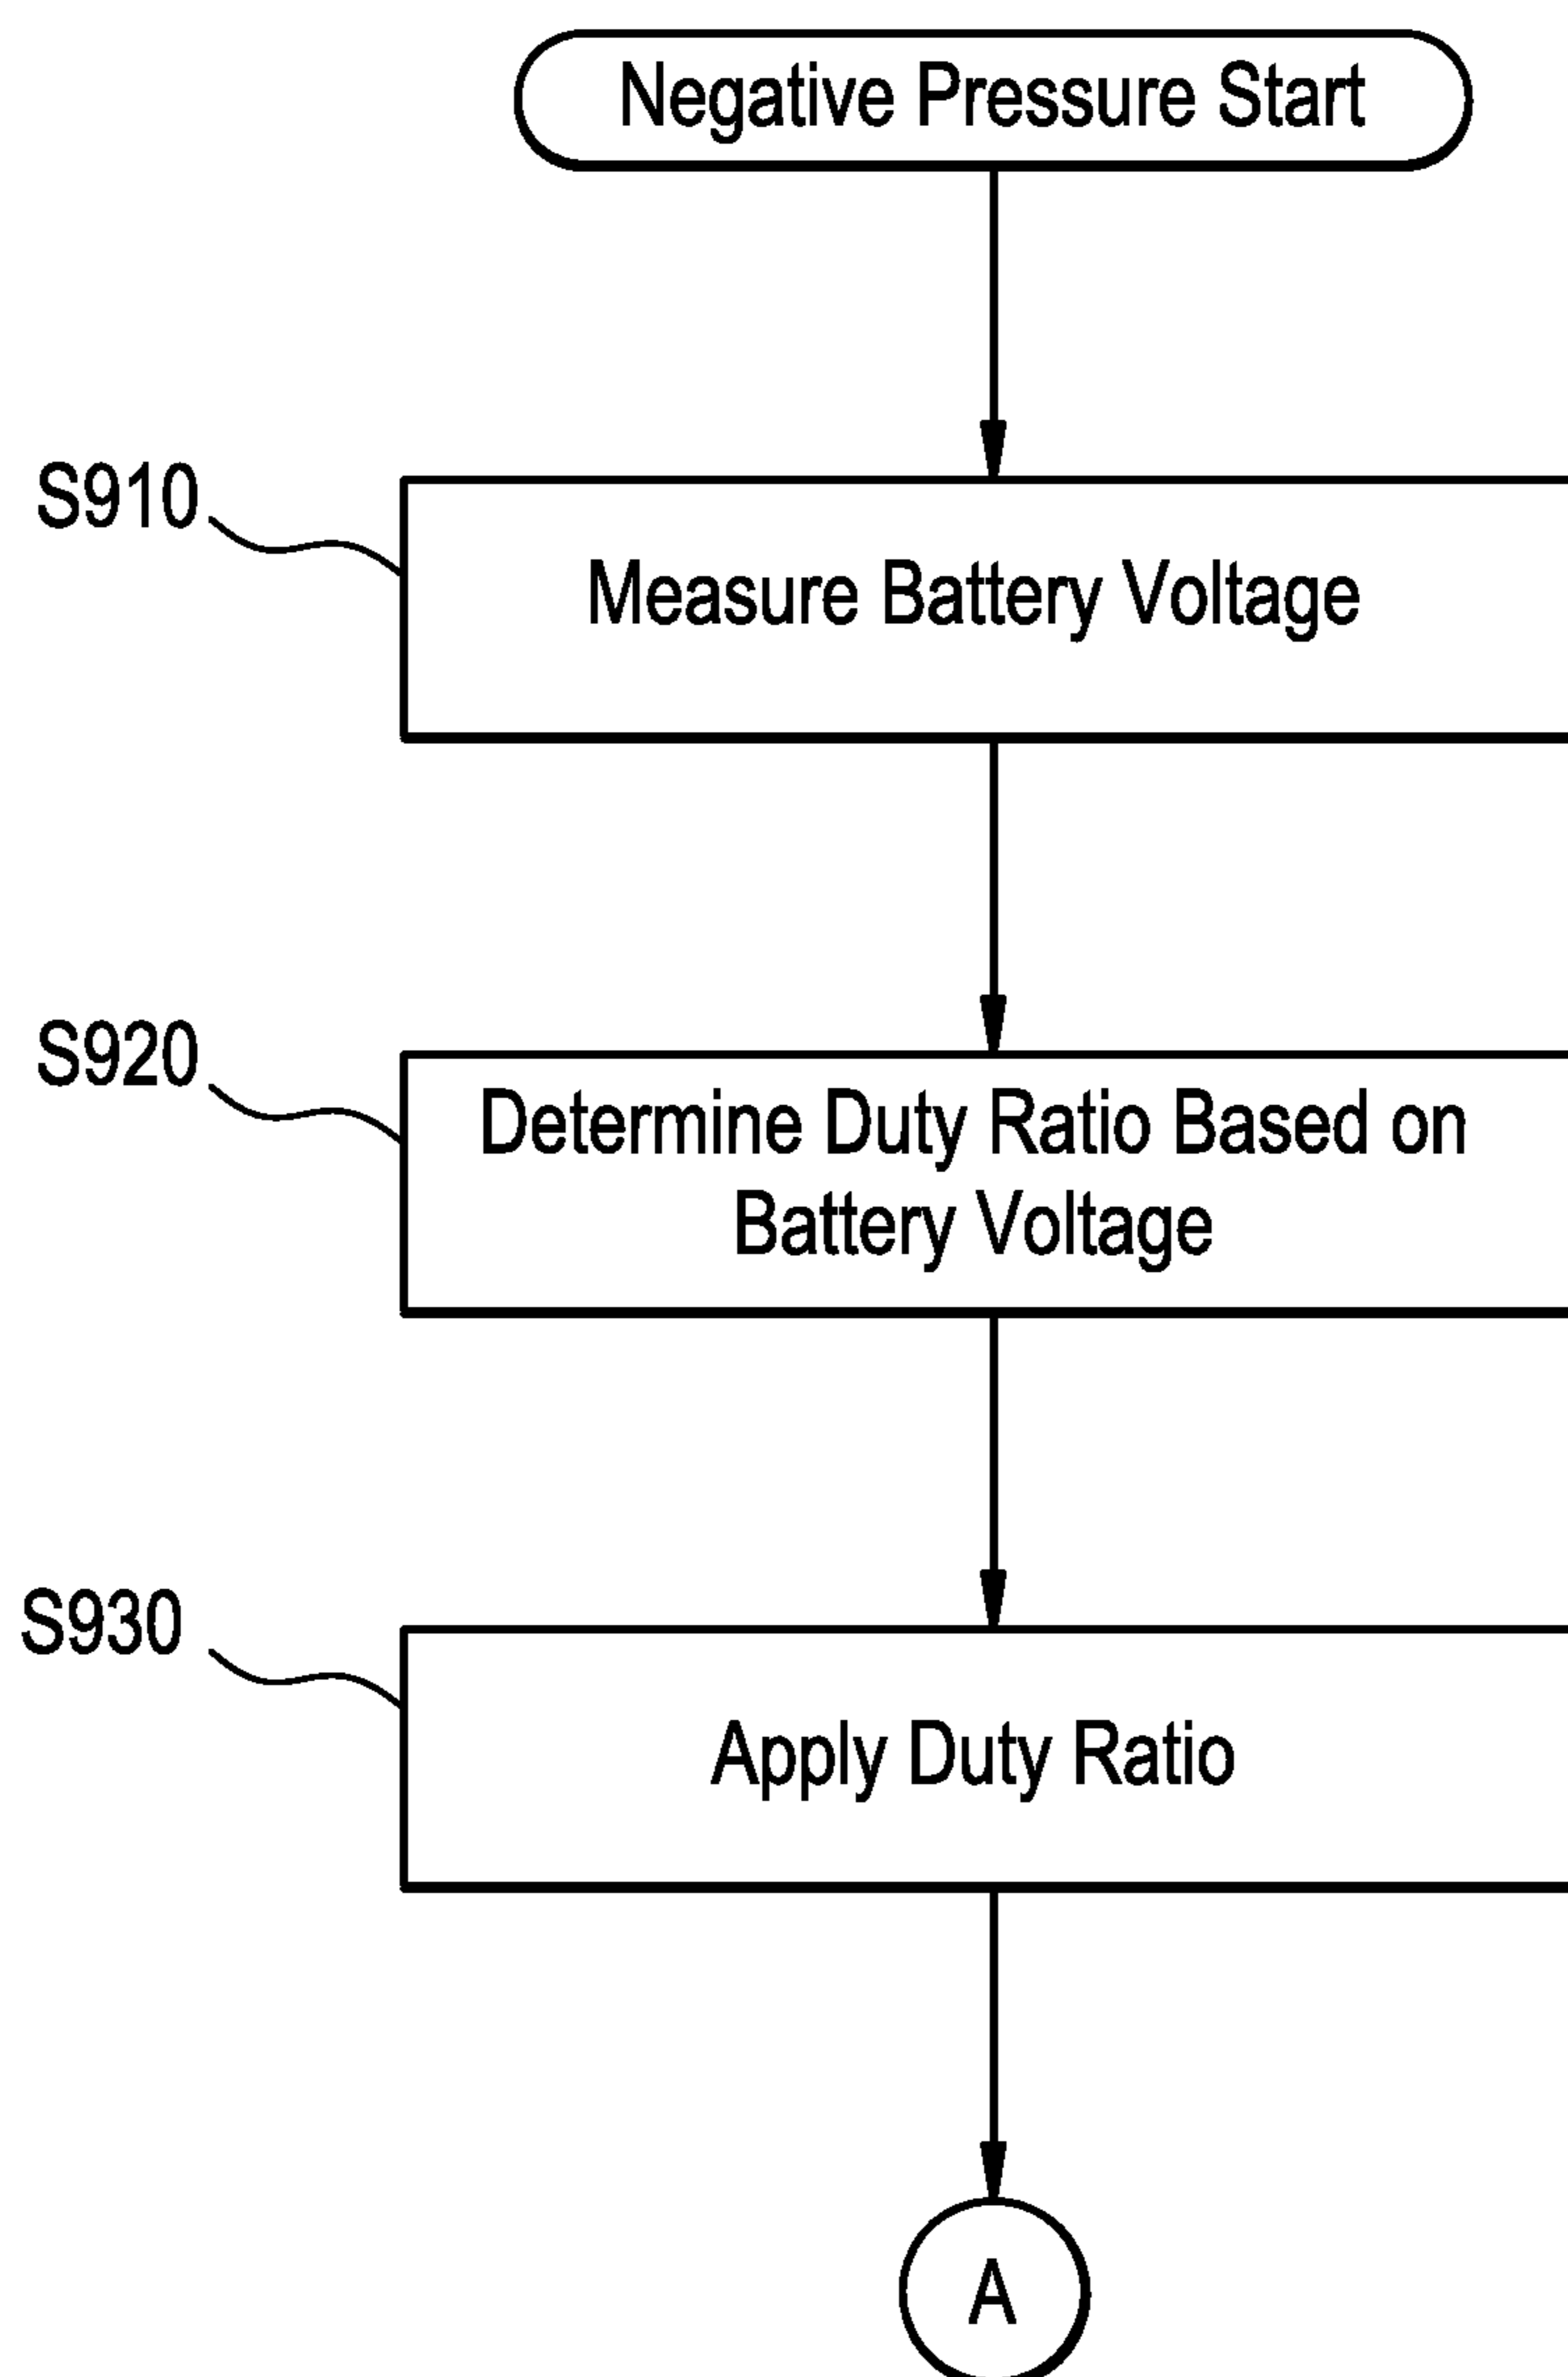 Negative Pressure Start
S910
Measure Battery Voltage
S920
Determine Duty Ratio Based on
Battery Voltage
S930
Apply Duty Ratio
A